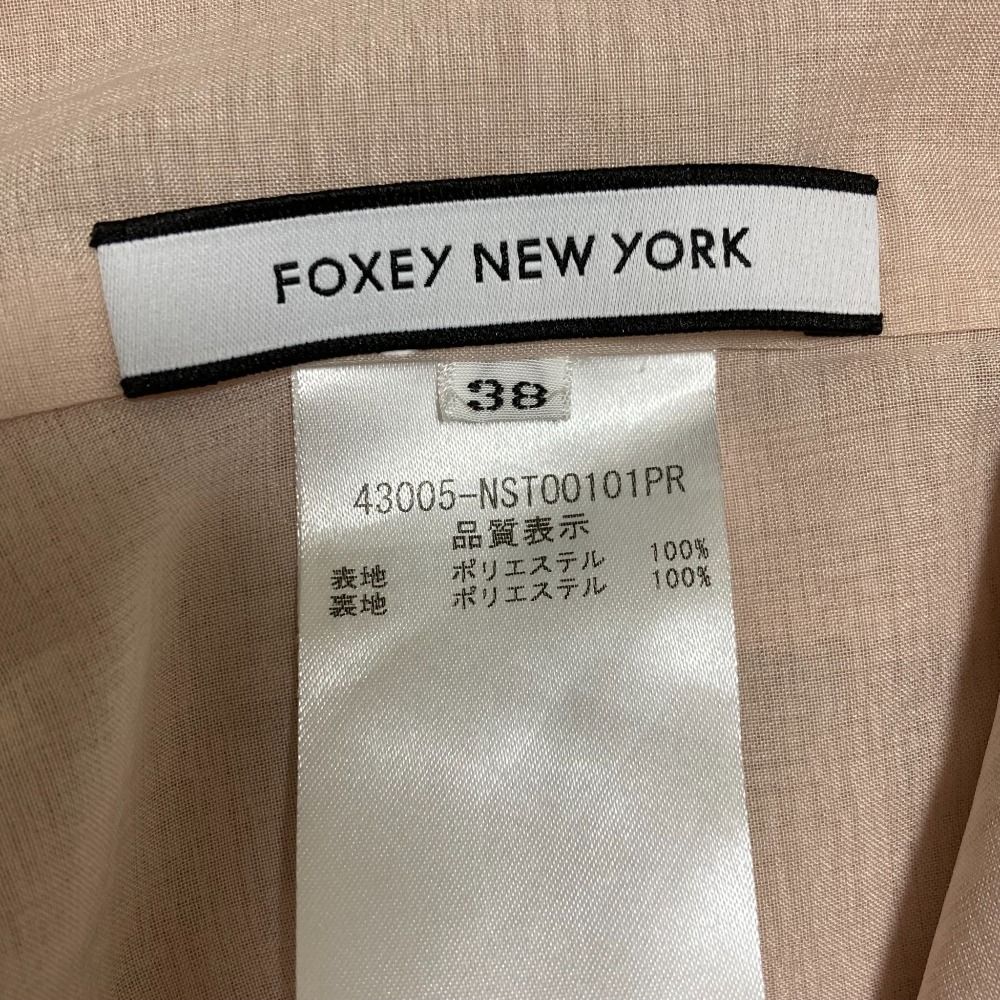 FOXEY NEW YORK
38
43005-NST00101PR
品質表示
表地 ポリエステル 100%
裏地 ポリエステル 100%